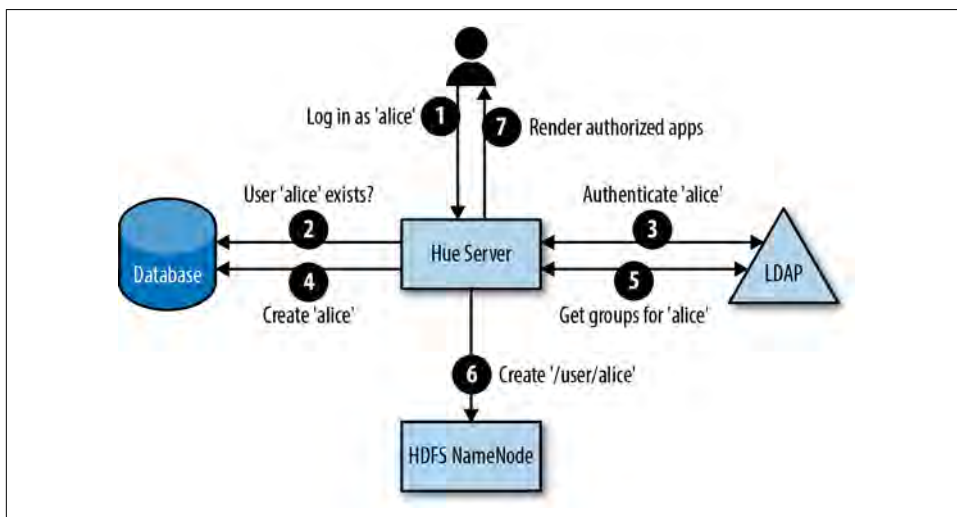 Log in as 'alice'
1
7
Render authorized apps
User 'alice' exists?
2
Authenticate 'alice'
3
Database
Hue Server
LDAP
4
Create 'alice'
5
Get groups for 'alice'
6
Create '/user/alice'
HDFS NameNode